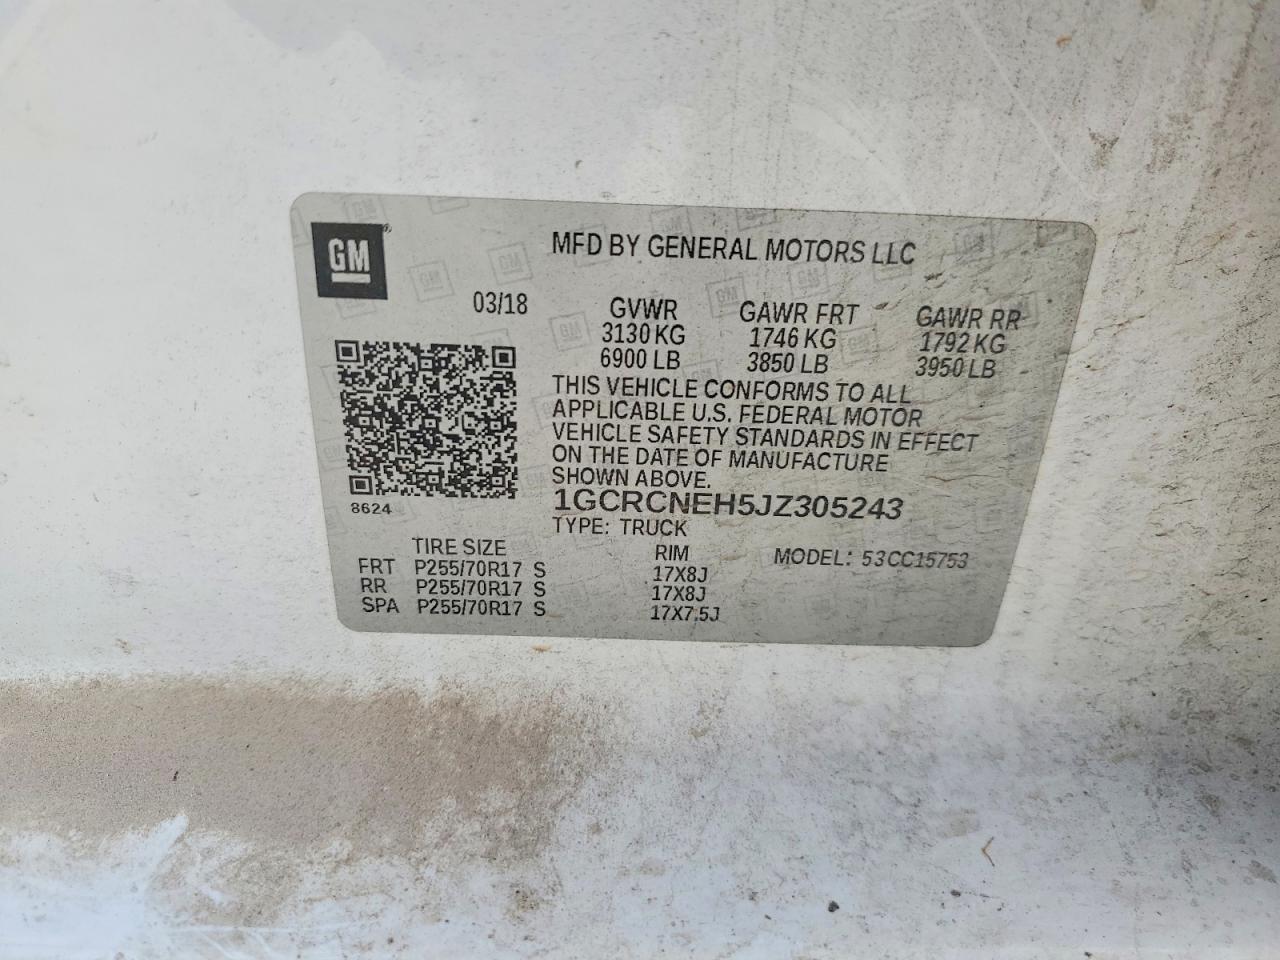 GM
MFD BY GENERAL MOTORS LLC
03/18 GVWR GAWR FRT GAWR RR
3130 KG 1746 KG 1792 KG
6900 LB 3850 LB 3950 LB
THIS VEHICLE CONFORMS TO ALL
APPLICABLE U.S. FEDERAL MOTOR
VEHICLE SAFETY STANDARDS IN EFFECT
ON THE DATE OF MANUFACTURE
SHOWN ABOVE.
8624
1GCRCNEH5JZ305243
TYPE: TRUCK
TIRE SIZE RIM MODEL: 53CC15753
FRT P255/70R17 S 17X8J
RR P255/70R17 S 17X8J
SPA P255/70R17 S 17X7.5J